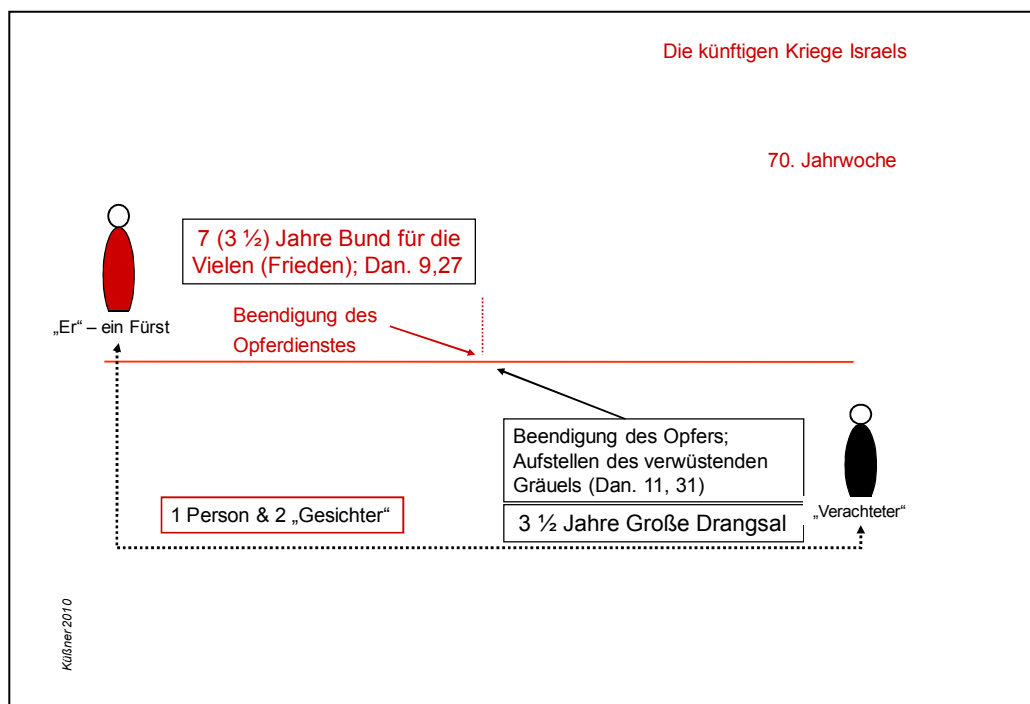 Die künftigen Kriege Israels
70. Jahrwoche
7 (3 ½) Jahre Bund für die
Vielen (Frieden); Dan. 9,27
„Er“ – ein Fürst
Beendigung des
Opferdienstes
Beendigung des Opfers;
Aufstellen des verwüstenden
Gräuels (Dan. 11, 31)
3 ½ Jahre Große Drangsal
„Verachteter“
1 Person & 2 „Gesichter“
Küßner 2010